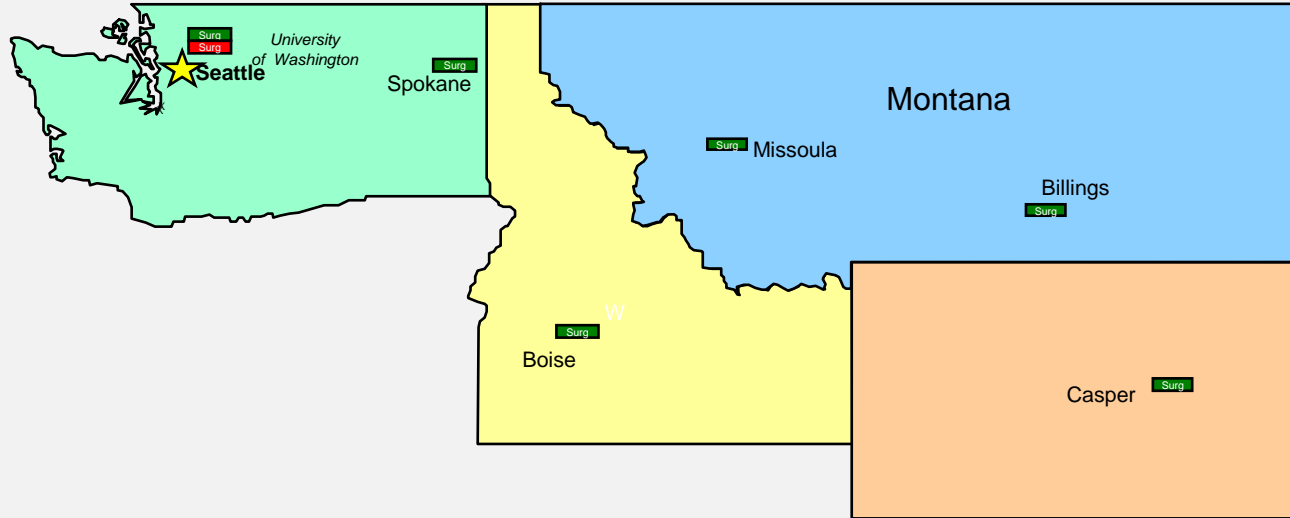 Surg
Surg
University
of Washington
Seattle
Surg
Spokane
Montana
Surg
Missoula
Billings
Surg
W
Surg
Boise
Surg
Casper